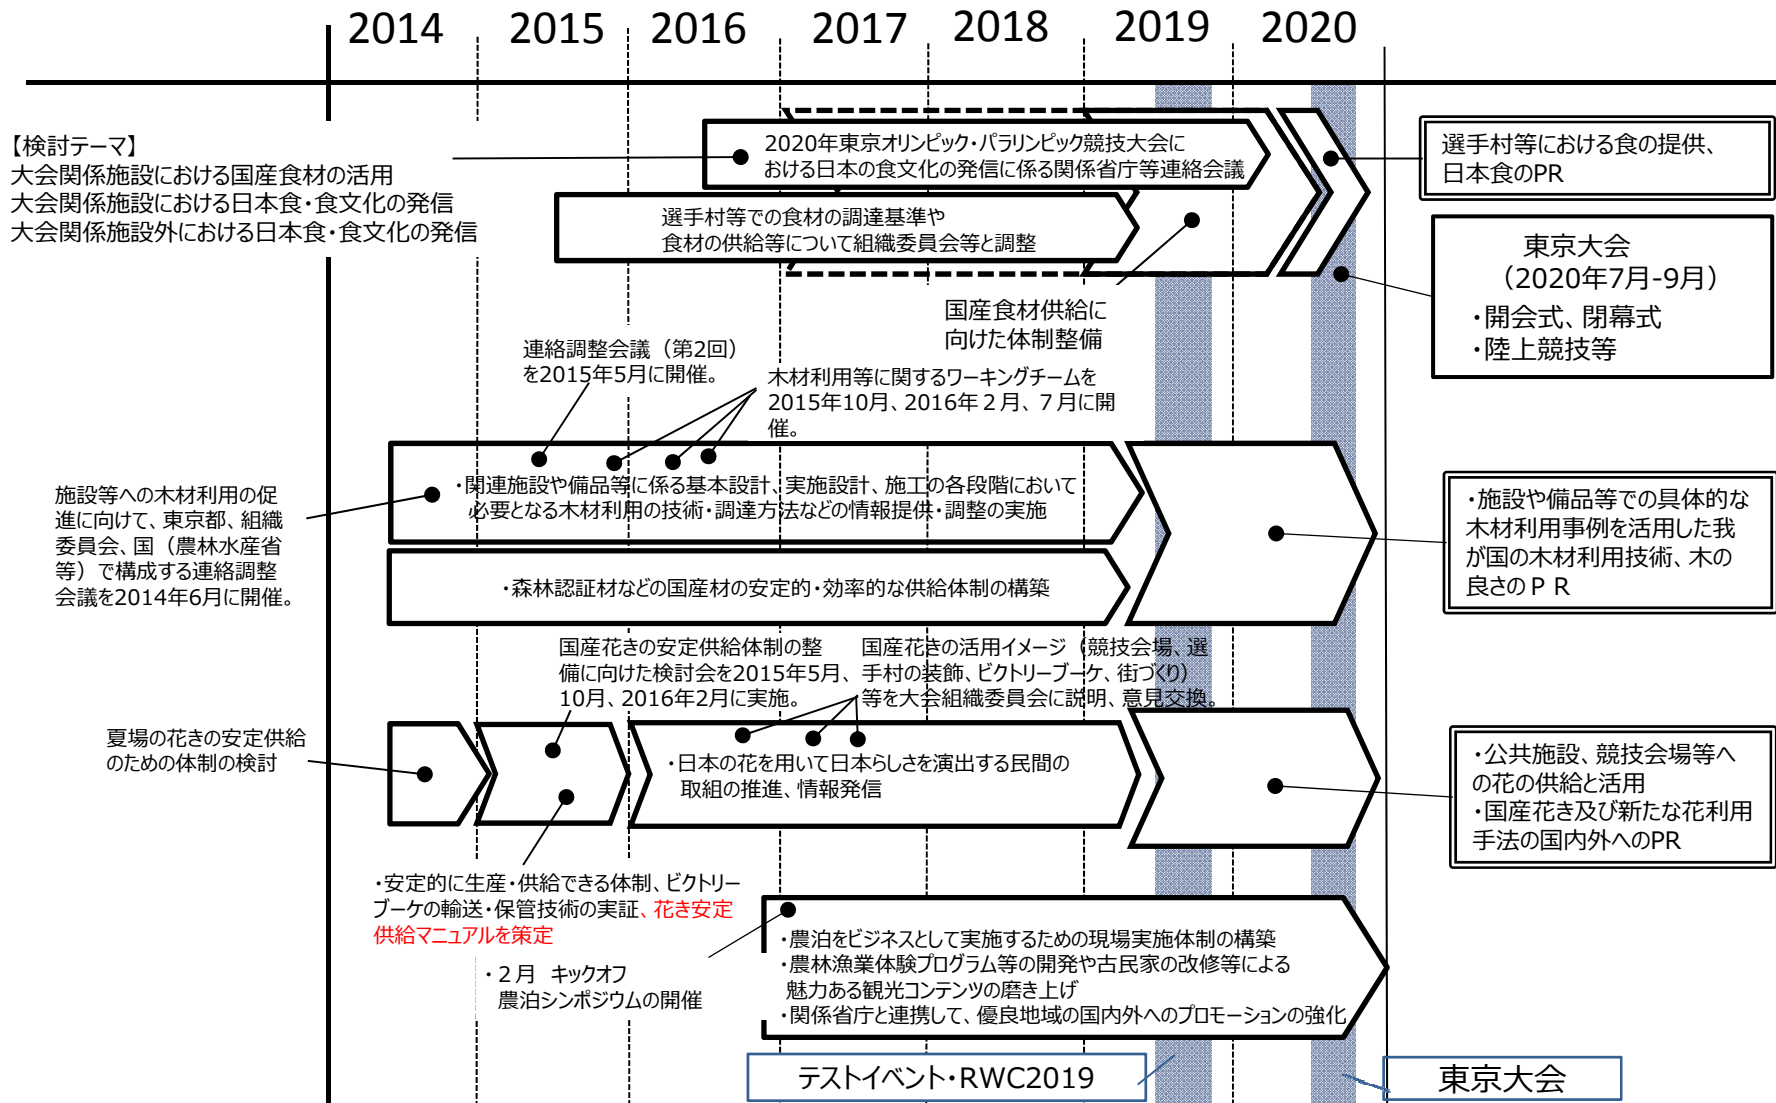 2014 2015 2016 2017 2018 2019 2020
【検討テーマ】
大会関係施設における国産食材の活用
大会関係施設における日本食・食文化の発信
大会関係施設外における日本食・食文化の発信
2020年東京オリンピック・パラリンピック競技大会に
おける日本の食文化の発信に係る関係省庁等連絡会議
選手村等での食材の調達基準や
食材の供給等について組織委員会等と調整
国産食材供給に
向けた体制整備
選手村等における食の提供、
日本食のPR
東京大会
（2020年7月-9月）
・開会式、閉幕式
・陸上競技等
連絡調整会議（第2回）
を2015年5月に開催。
木材利用等に関するワーキングチームを
2015年10月、2016年２月、７月に開
催。
施設等への木材利用の促
進に向けて、東京都、組織
委員会、国（農林水産省
等）で構成する連絡調整
会議を2014年6月に開催。
・関連施設や備品等に係る基本設計、実施設計、施工の各段階において
必要となる木材利用の技術・調達方法などの情報提供・調整の実施
・森林認証材などの国産材の安定的・効率的な供給体制の構築
・施設や備品等での具体的な
木材利用事例を活用した我
が国の木材利用技術、木の
良さのＰＲ
国産花きの安定供給体制の整
備に向けた検討会を2015年5月、
10月、2016年2月に実施。
国産花きの活用イメージ（競技会場、選
手村の装飾、ビクトリーブーケ、街づくり）
等を大会組織委員会に説明、意見交換。
夏場の花きの安定供給
のための体制の検討
・日本の花を用いて日本らしさを演出する民間の
取組の推進、情報発信
・公共施設、競技会場等へ
の花の供給と活用
・国産花き及び新たな花利用
手法の国内外へのPR
・安定的に生産・供給できる体制、ビクトリー
ブーケの輸送・保管技術の実証、花き安定
供給マニュアルを策定
・２月 キックオフ
農泊シンポジウムの開催
・農泊をビジネスとして実施するための現場実施体制の構築
・農林漁業体験プログラム等の開発や古民家の改修等による
魅力ある観光コンテンツの磨き上げ
・関係省庁と連携して、優良地域の国内外へのプロモーションの強化
テストイベント・RWC2019
東京大会